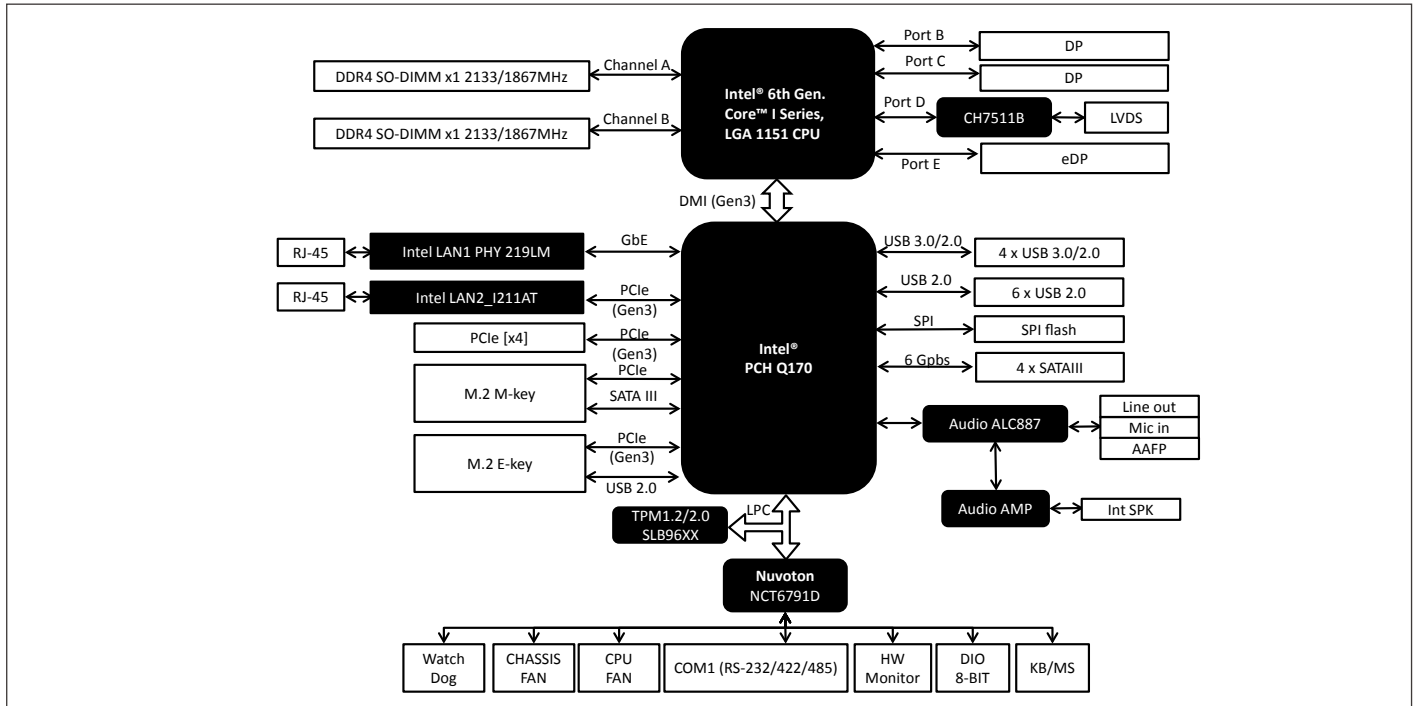 DDR4 SO-DIMM x1 2133/1867MHz
Channel A
DDR4 SO-DIMM x1 2133/1867MHz
Channel B
Intel® 6th Gen.
Core™ I Series,
LGA 1151 CPU
Port B
DP
Port C
DP
Port D
CH7511B
LVDS
Port E
eDP
DMI (Gen3)
RJ-45
Intel LAN1 PHY 219LM
GbE
RJ-45
Intel LAN2_I211AT
PCIe
(Gen3)
PCIe [x4]
PCIe
(Gen3)
M.2 M-key
PCIe
SATA III
M.2 E-key
PCIe
(Gen3)
USB 2.0
Intel®
PCH Q170
USB 3.0/2.0
4 x USB 3.0/2.0
USB 2.0
6 x USB 2.0
SPI
SPI flash
6 Gpbs
4 x SATAIII
Audio ALC887
Line out
Mic in
AAFP
Audio AMP
Int SPK
TPM1.2/2.0
SLB96XX
LPC
Nuvoton
NCT6791D
Watch
Dog
CHASSIS
FAN
CPU
FAN
COM1 (RS-232/422/485)
HW
Monitor
DIO
8-BIT
KB/MS